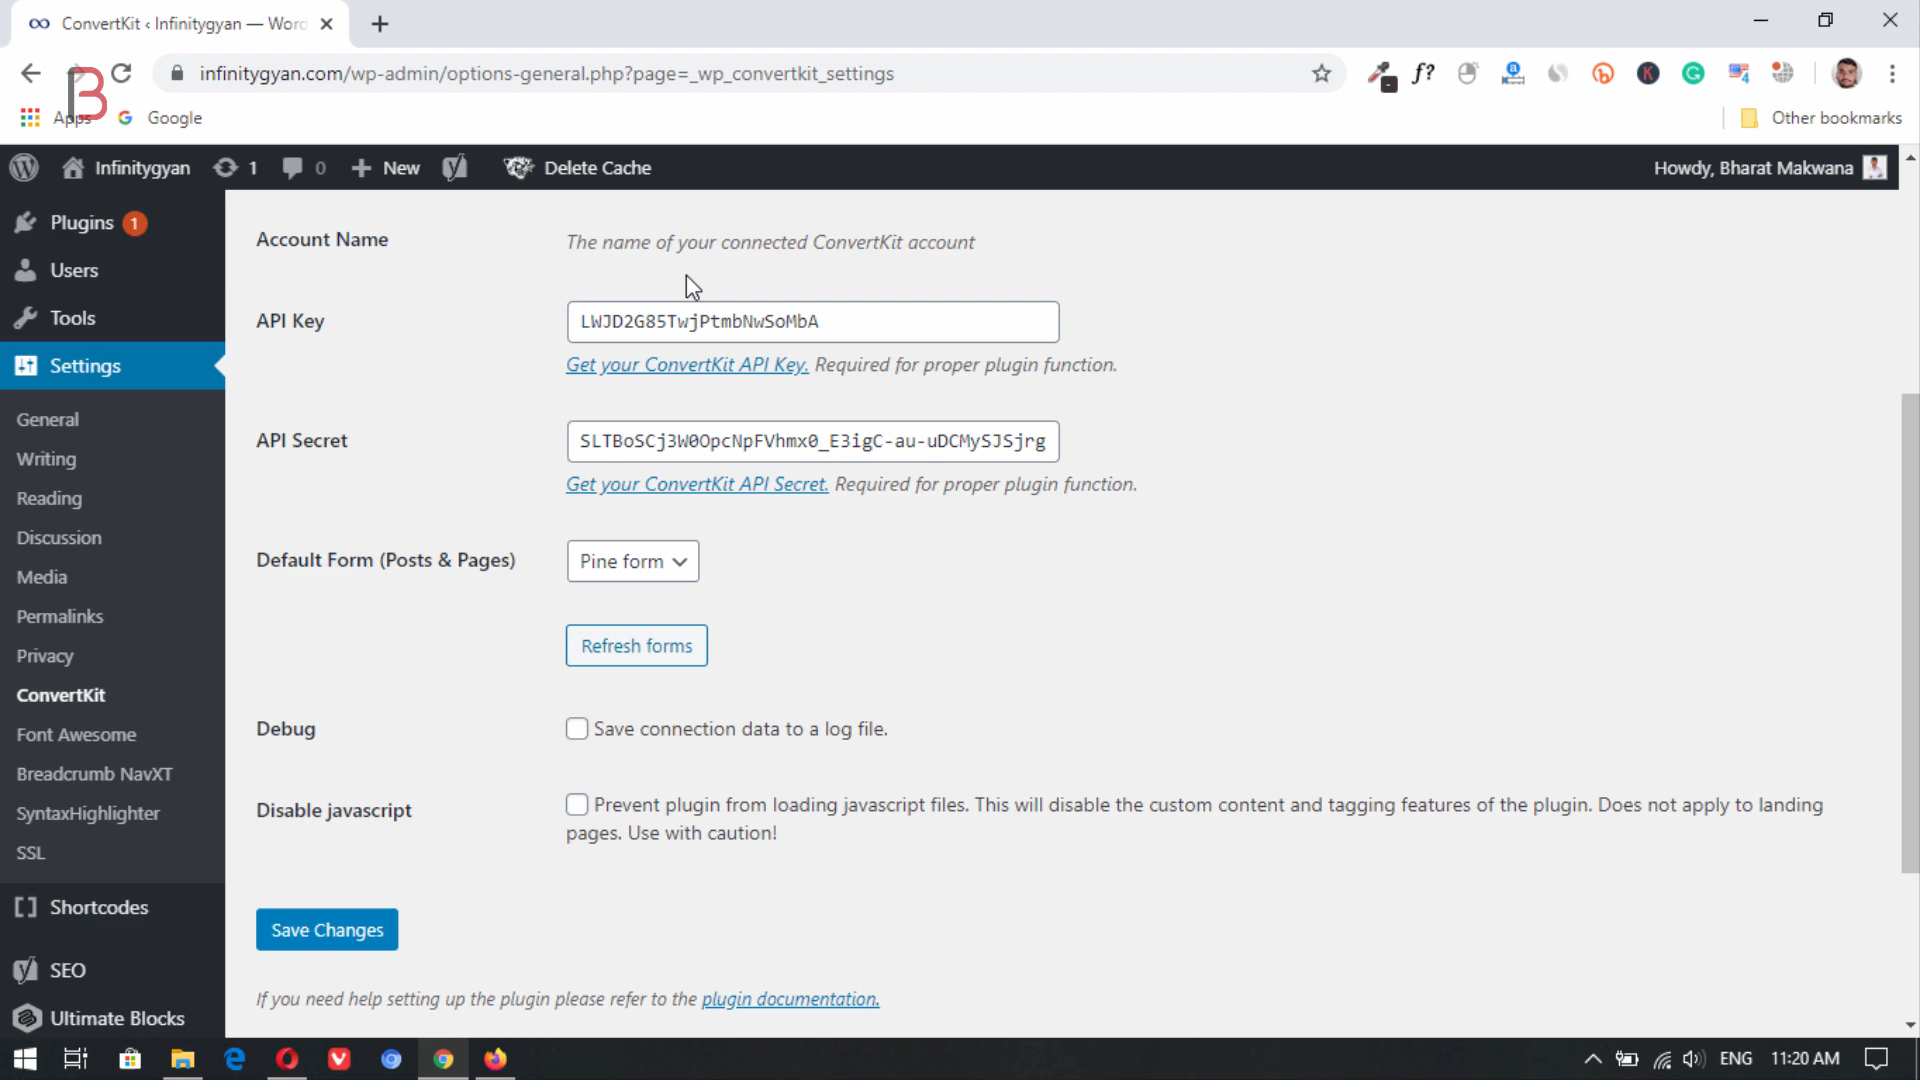 ConvertKit ‹ Infinitygyan — Word
infinitygyan.com/wp-admin/options-general.php?page=_wp_convertkit_settings
Apps
Google
Other bookmarks
Infinitygyan
1
0
New
Delete Cache
Howdy, Bharat Makwana
Plugins 1
Users
Tools
Settings
General
Writing
Reading
Discussion
Media
Permalinks
Privacy
ConvertKit
Font Awesome
Breadcrumb NavXT
SyntaxHighlighter
SSL
Shortcodes
SEO
Ultimate Blocks
Account Name
The name of your connected ConvertKit account
API Key
LWJD2G85TwjPtmbNwSoMbA
Get your ConvertKit API Key. Required for proper plugin function.
API Secret
SLTBoSCj3W0OpcNpFVhmx0_E3igC-au-uDCMySJSjrg
Get your ConvertKit API Secret. Required for proper plugin function.
Default Form (Posts & Pages)
Pine form
Refresh forms
Debug
Save connection data to a log file.
Disable javascript
Prevent plugin from loading javascript files. This will disable the custom content and tagging features of the plugin. Does not apply to landing
pages. Use with caution!
Save Changes
If you need help setting up the plugin please refer to the plugin documentation.
ENG
11:20 AM